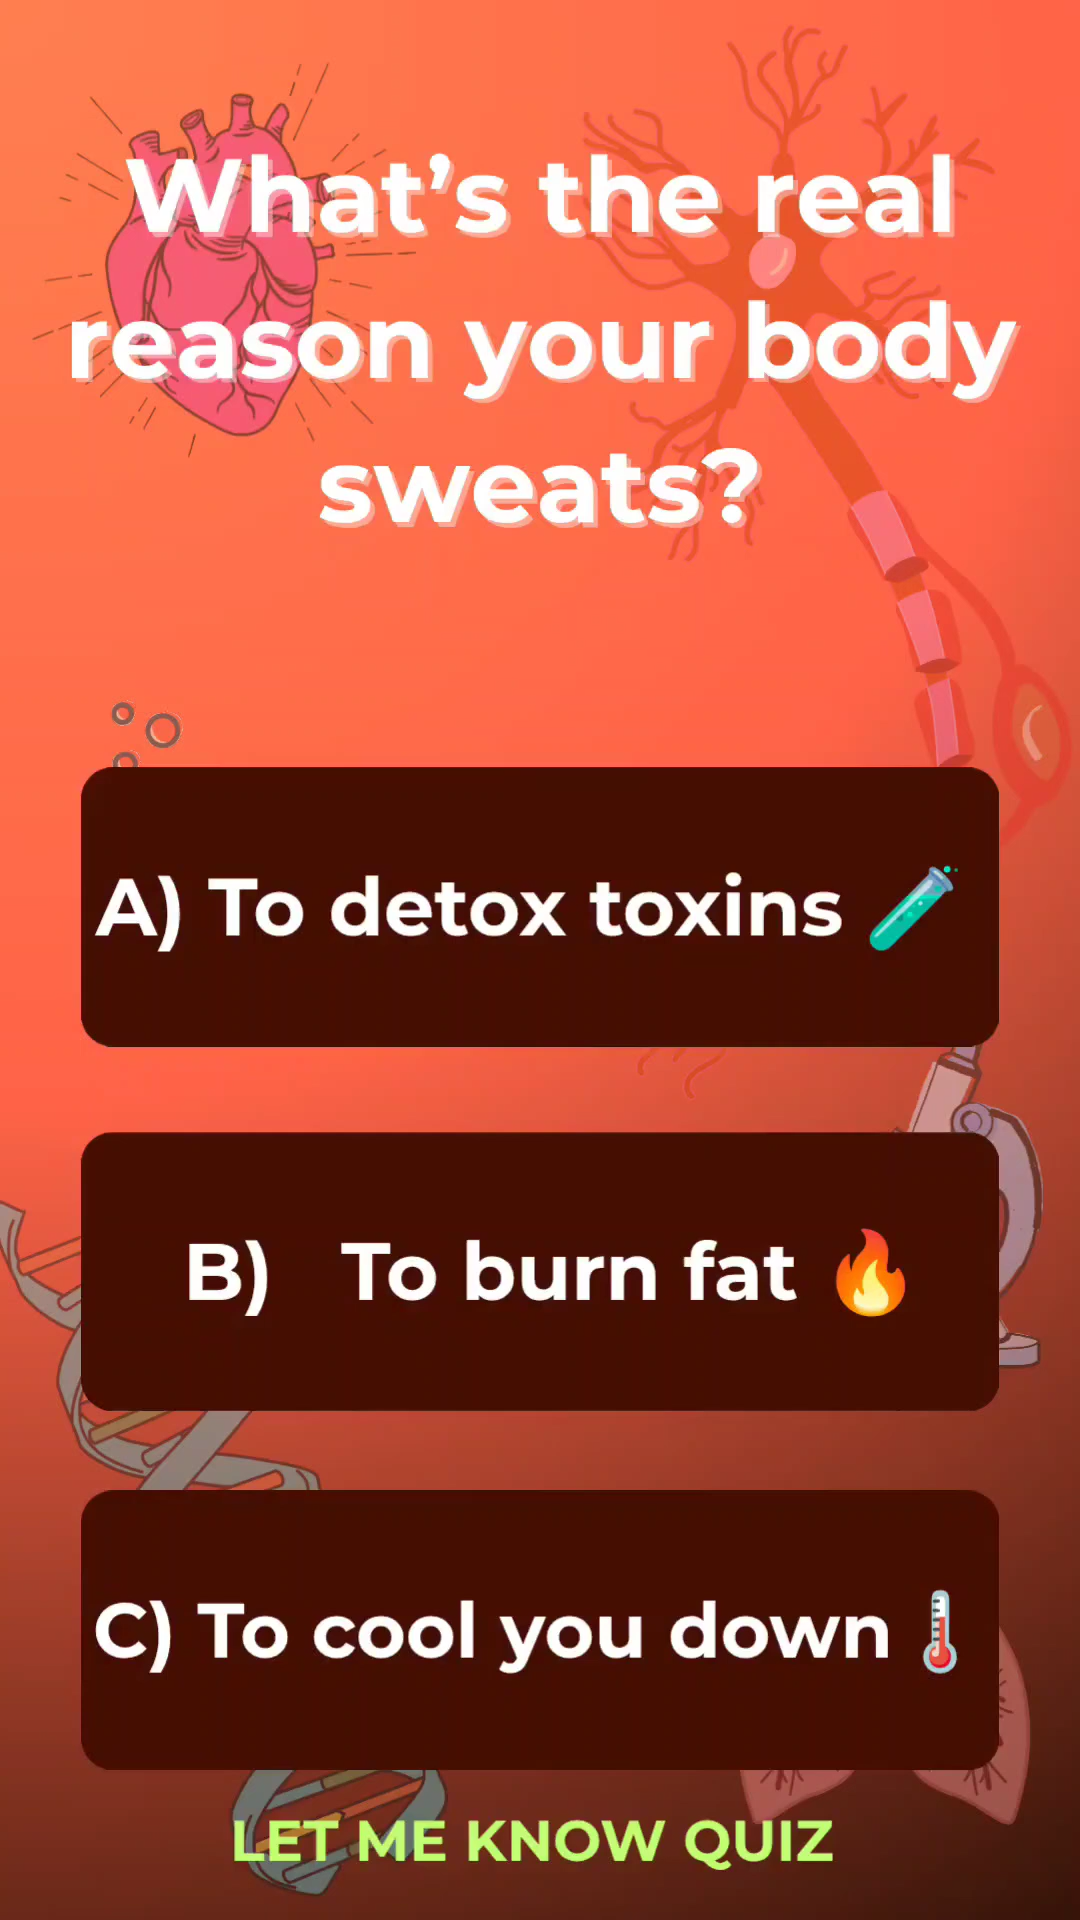 What’s the real
reason your body
sweats?
A) To detox toxins 🧪
B) To burn fat 🔥
C) To cool you down 🌡️
LET ME KNOW QUIZ